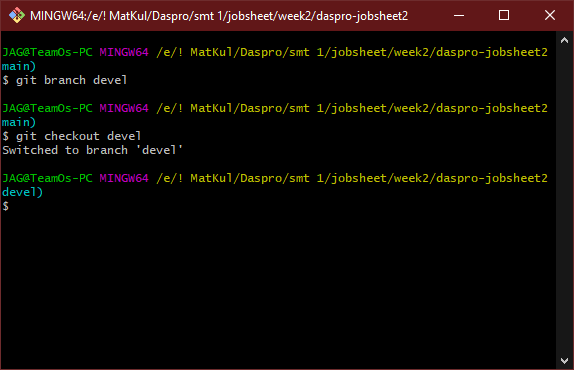 MINGW64:/e/! MatKul/Daspro/smt 1/jobsheet/week2/daspro-jobsheet2
JAG@TeamOs-PC MINGW64 /e/! MatKul/Daspro/smt 1/jobsheet/week2/daspro-jobsheet2
main)
$ git branch devel
JAG@TeamOs-PC MINGW64 /e/! MatKul/Daspro/smt 1/jobsheet/week2/daspro-jobsheet2
main)
$ git checkout devel
Switched to branch 'devel'
JAG@TeamOs-PC MINGW64 /e/! MatKul/Daspro/smt 1/jobsheet/week2/daspro-jobsheet2
devel)
$